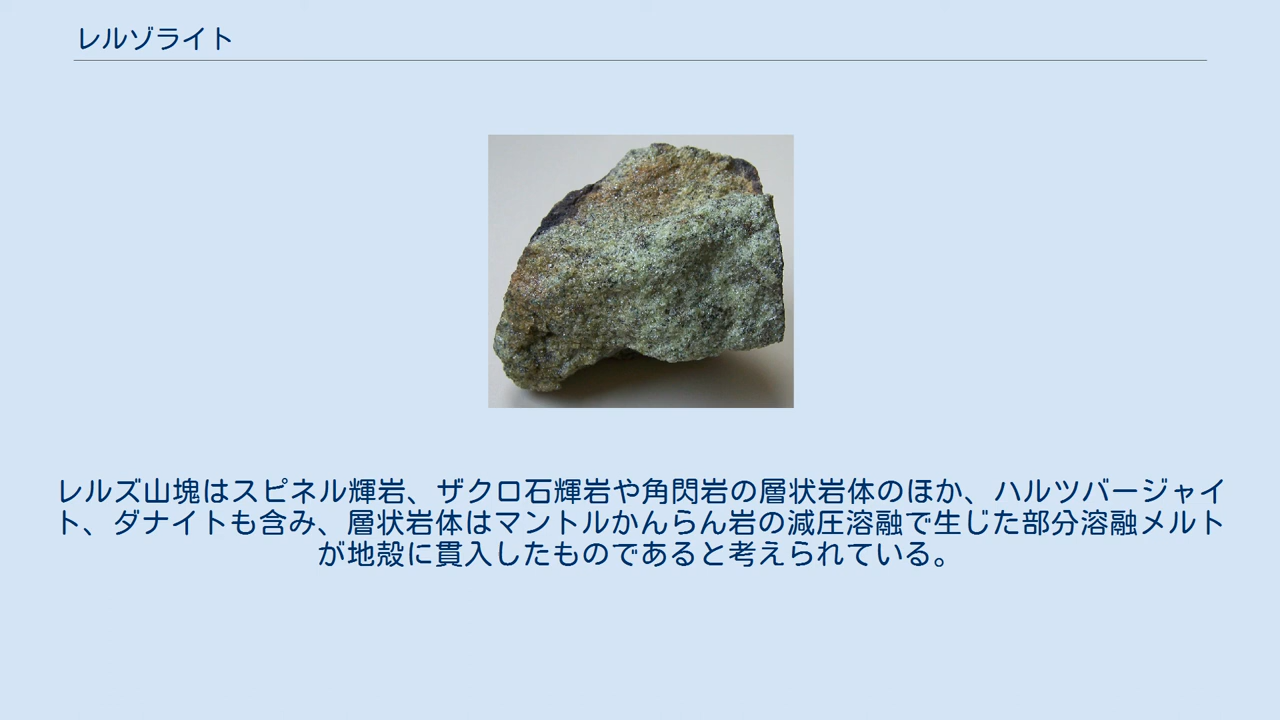 レルゾライト
レルズ山塊はスピネル輝岩、ザクロ石輝岩や角閃岩の層状岩体のほか、ハルツバージャイ
ト、ダナイトも含み、層状岩体はマントルかんらん岩の減圧溶融で生じた部分溶融メルト
が地殻に貫入したものであると考えられている。